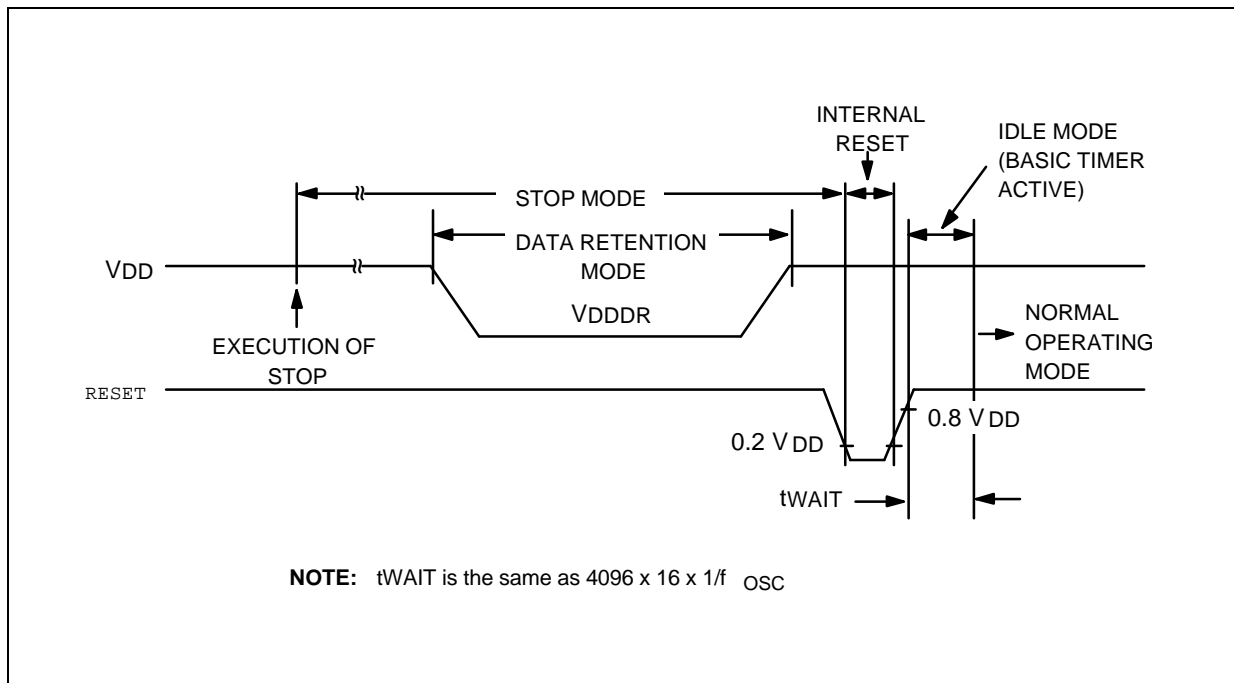 INTERNAL
RESET
IDLE MODE
(BASIC TIMER
ACTIVE)
STOP MODE
DATA RETENTION
MODE
VDD
VDDDR
EXECUTION OF
STOP
NORMAL
OPERATING
MODE
RESET
0.2 VDD
0.8 VDD
tWAIT
NOTE: tWAIT is the same as 4096 x 16 x 1/f OSC